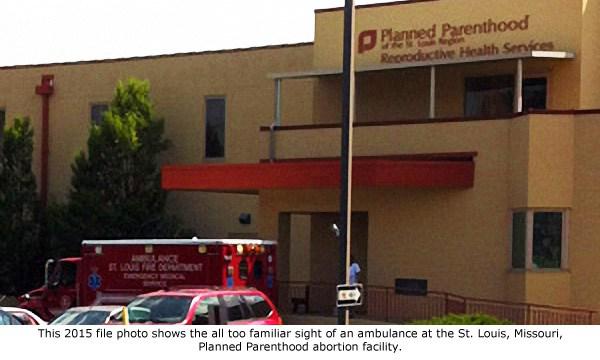 Planned Parenthood
of the St. Louis Region
Reproductive Health Services
AMBULANCE
ST. LOUIS FIRE DEPARTMENT
EMERGENCY MEDICAL
SERVICE
This 2015 file photo shows the all too familiar sight of an ambulance at the St. Louis, Missouri,
Planned Parenthood abortion facility.